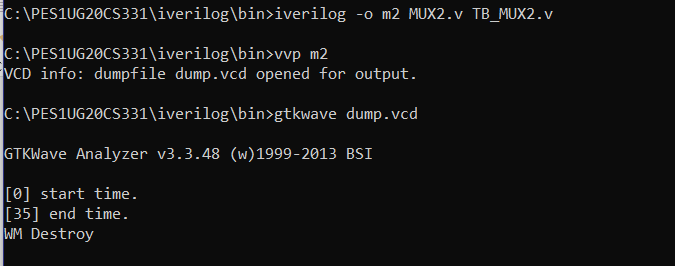 C:\PES1UG20CS331\iverilog\bin>iverilog -o m2 MUX2.v TB_MUX2.v
C:\PES1UG20CS331\iverilog\bin>vvp m2
VCD info: dumpfile dump.vcd opened for output.
C:\PES1UG20CS331\iverilog\bin>gtkwave dump.vcd
GTKWave Analyzer v3.3.48 (w)1999-2013 BSI
[0] start time.
[35] end time.
WM Destroy